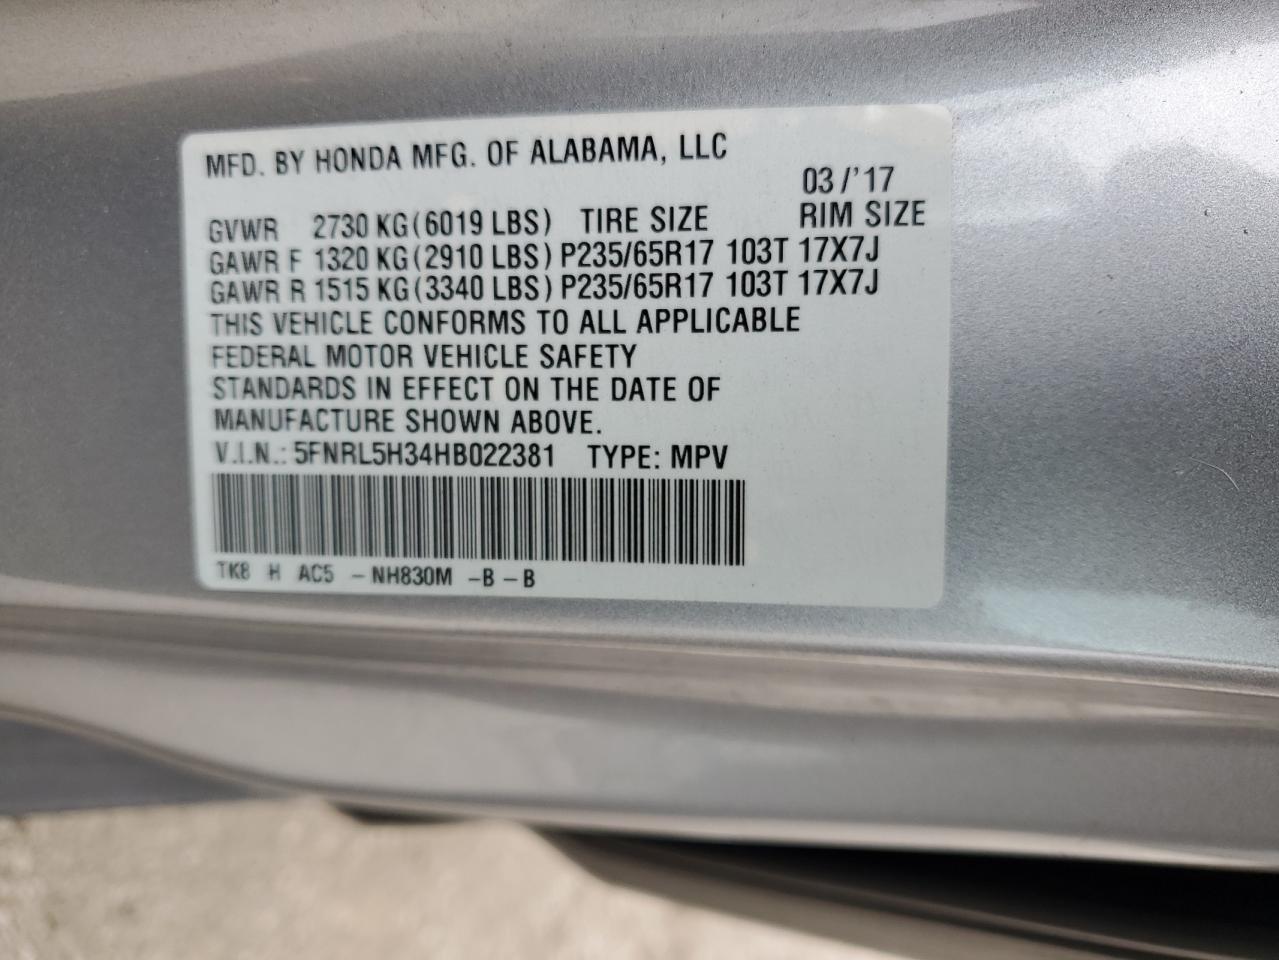 MFD. BY HONDA MFG. OF ALABAMA, LLC
03/'17
GVWR 2730 KG(6019 LBS) TIRE SIZE RIM SIZE
GAWR F 1320 KG(2910 LBS) P235/65R17 103T 17X7J
GAWR R 1515 KG(3340 LBS) P235/65R17 103T 17X7J
THIS VEHICLE CONFORMS TO ALL APPLICABLE
FEDERAL MOTOR VEHICLE SAFETY
STANDARDS IN EFFECT ON THE DATE OF
MANUFACTURE SHOWN ABOVE.
V.I.N.: 5FNRL5H34HB022381 TYPE: MPV
TK8 H AC5 -NH830M -B-B